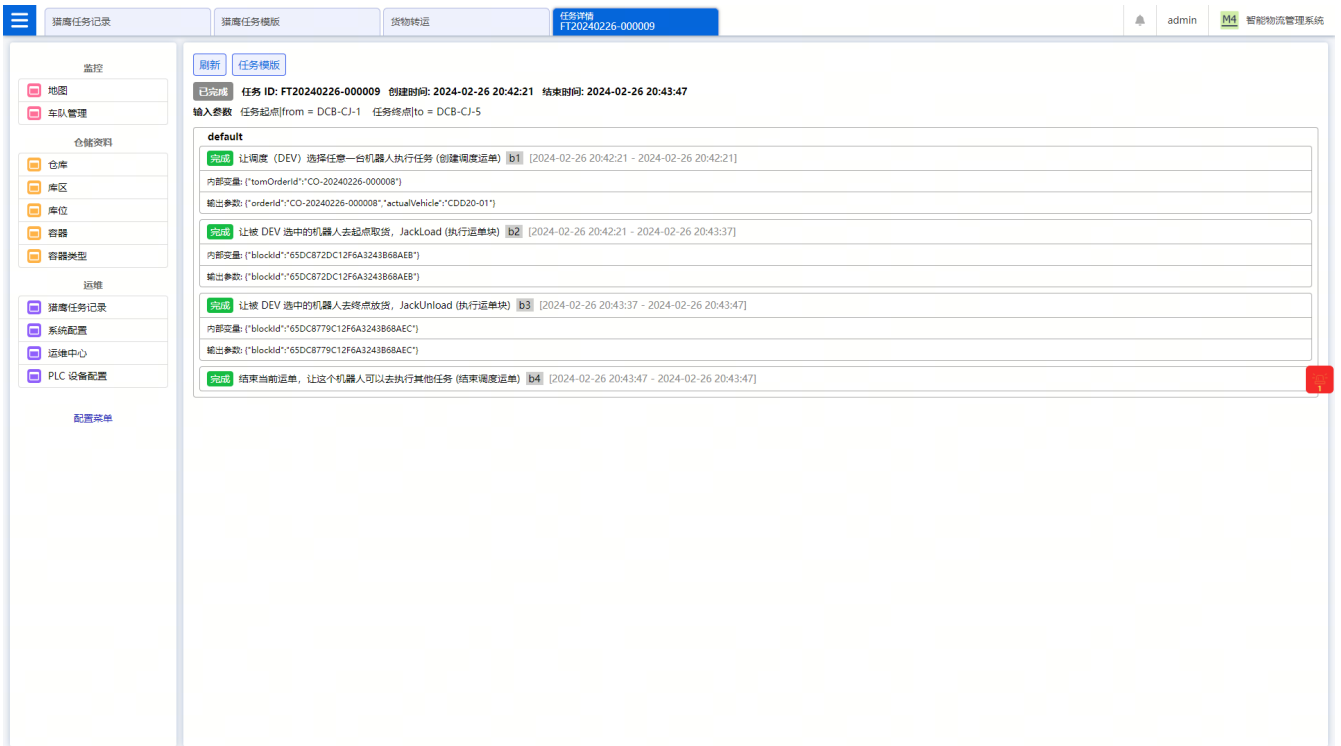 猎鹰任务记录
猎鹰任务模版
货物转运
任务详情
FT20240226-000009
admin
M4 智能物流管理系统
监控
地图
车队管理
仓储资料
仓库
库区
库位
容器
容器类型
运维
猎鹰任务记录
系统配置
运维中心
PLC 设备配置
配置菜单
刷新 任务模版
已完成 任务 ID: FT20240226-000009 创建时间: 2024-02-26 20:42:21 结束时间: 2024-02-26 20:43:47
输入参数 任务起点|from = DCB-CJ-1 任务终点|to = DCB-CJ-5
default
完成 让调度（DEV）选择任意一台机器人执行任务 (创建调度运单) b1 [2024-02-26 20:42:21 - 2024-02-26 20:42:21]
内部变量: {"tomOrderId":"CO-20240226-000008"}
输出参数: {"orderId":"CO-20240226-000008","actualVehicle":"CDD20-01"}
完成 让被 DEV 选中的机器人去起点取货，JackLoad (执行运单块) b2 [2024-02-26 20:42:21 - 2024-02-26 20:43:37]
内部变量: {"blockId":"65DC872DC12F6A3243B68AEB"}
输出参数: {"blockId":"65DC872DC12F6A3243B68AEB"}
完成 让被 DEV 选中的机器人去终点放货，JackUnload (执行运单块) b3 [2024-02-26 20:43:37 - 2024-02-26 20:43:47]
内部变量: {"blockId":"65DC8779C12F6A3243B68AEC"}
输出参数: {"blockId":"65DC8779C12F6A3243B68AEC"}
完成 结束当前运单，让这个机器人可以去执行其他任务 (结束调度运单) b4 [2024-02-26 20:43:47 - 2024-02-26 20:43:47]
1